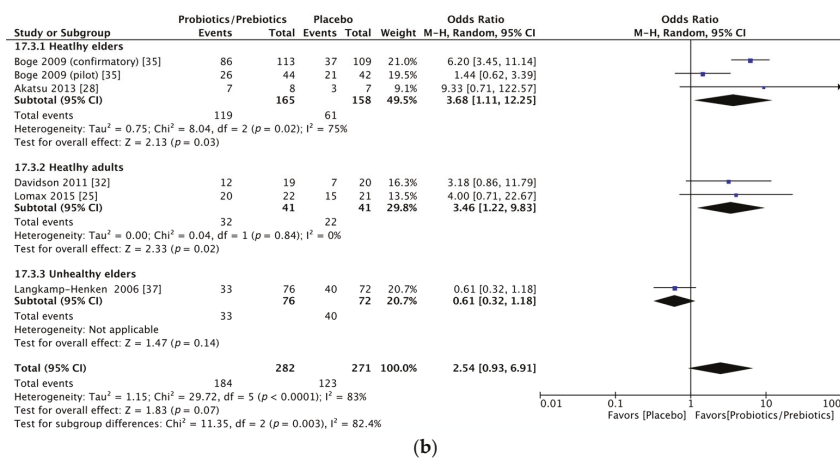 Probiotics/Prebiotics Placebo Odds Ratio Odds Ratio
Study or Subgroup Events Total Events Total Weight M-H, Random, 95% CI M-H, Random, 95% CI
17.3.1 Heatlhy elders
Boge 2009 (confirmatory) [35] 86 113 37 109 21.0% 6.20 [3.45, 11.14]
Boge 2009 (pilot) [35] 26 44 21 42 19.5% 1.44 [0.62, 3.39]
Akatsu 2013 [28] 7 8 3 7 9.1% 9.33 [0.71, 122.57]
Subtotal (95% CI) 165 158 49.5% 3.68 [1.11, 12.25]
Total events 119 61
Heterogeneity: Tau² = 0.75; Chi² = 8.04, df = 2 (p = 0.02); I² = 75%
Test for overall effect: Z = 2.13 (p = 0.03)
17.3.2 Heatlhy adults
Davidson 2011 [32] 12 19 7 20 16.3% 3.18 [0.86, 11.79]
Lomax 2015 [25] 20 22 15 21 13.5% 4.00 [0.71, 22.67]
Subtotal (95% CI) 41 41 29.8% 3.46 [1.22, 9.83]
Total events 32 22
Heterogeneity: Tau² = 0.00; Chi² = 0.04, df = 1 (p = 0.84); I² = 0%
Test for overall effect: Z = 2.33 (p = 0.02)
17.3.3 Unhealthy elders
Langkamp-Henken 2006 [37] 33 76 40 72 20.7% 0.61 [0.32, 1.18]
Subtotal (95% CI) 76 72 20.7% 0.61 [0.32, 1.18]
Total events 33 40
Heterogeneity: Not applicable
Test for overall effect: Z = 1.47 (p = 0.14)
Total (95% CI) 282 271 100.0% 2.54 [0.93, 6.91]
Total events 184 123
Heterogeneity: Tau² = 1.15; Chi² = 29.72, df = 5 (p < 0.0001); I² = 83%
Test for overall effect: Z = 1.83 (p = 0.07)
Test for subgroup differences: Chi² = 11.35, df = 2 (p = 0.003), I² = 82.4%
0.01 0.1 1 10 100
Favors [Placebo] Favors[Probiotics/Prebiotics]
(b)